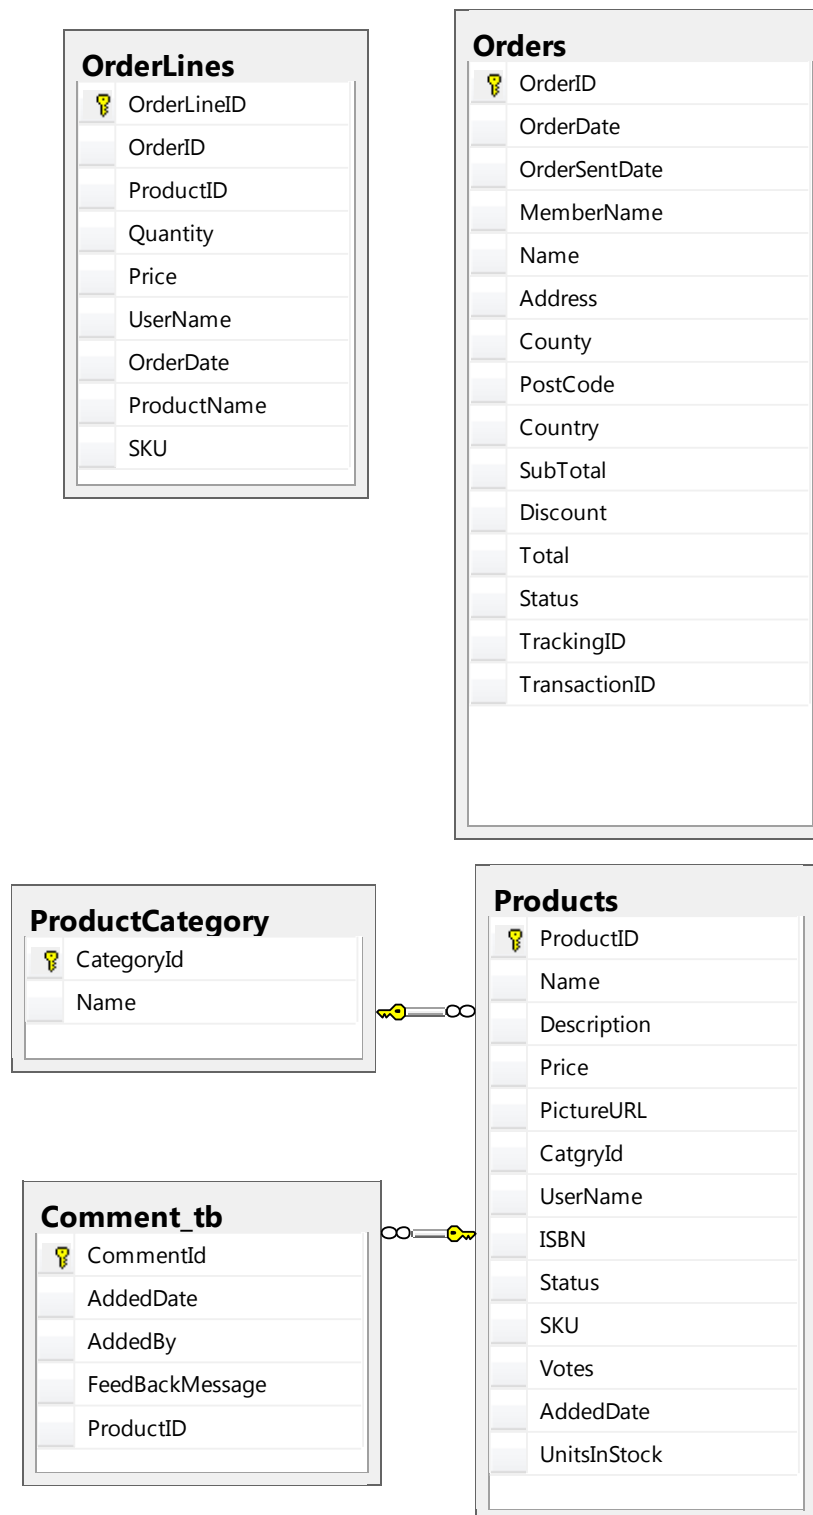 OrderLines
OrderLineID
OrderID
ProductID
Quantity
Price
UserName
OrderDate
ProductName
SKU
Orders
OrderID
OrderDate
OrderSentDate
MemberName
Name
Address
County
PostCode
Country
SubTotal
Discount
Total
Status
TrackingID
TransactionID
ProductCategory
CategoryId
Name
Products
ProductID
Name
Description
Price
PictureURL
CatgryId
UserName
ISBN
Status
SKU
Votes
AddedDate
UnitsInStock
Comment_tb
CommentId
AddedDate
AddedBy
FeedBackMessage
ProductID